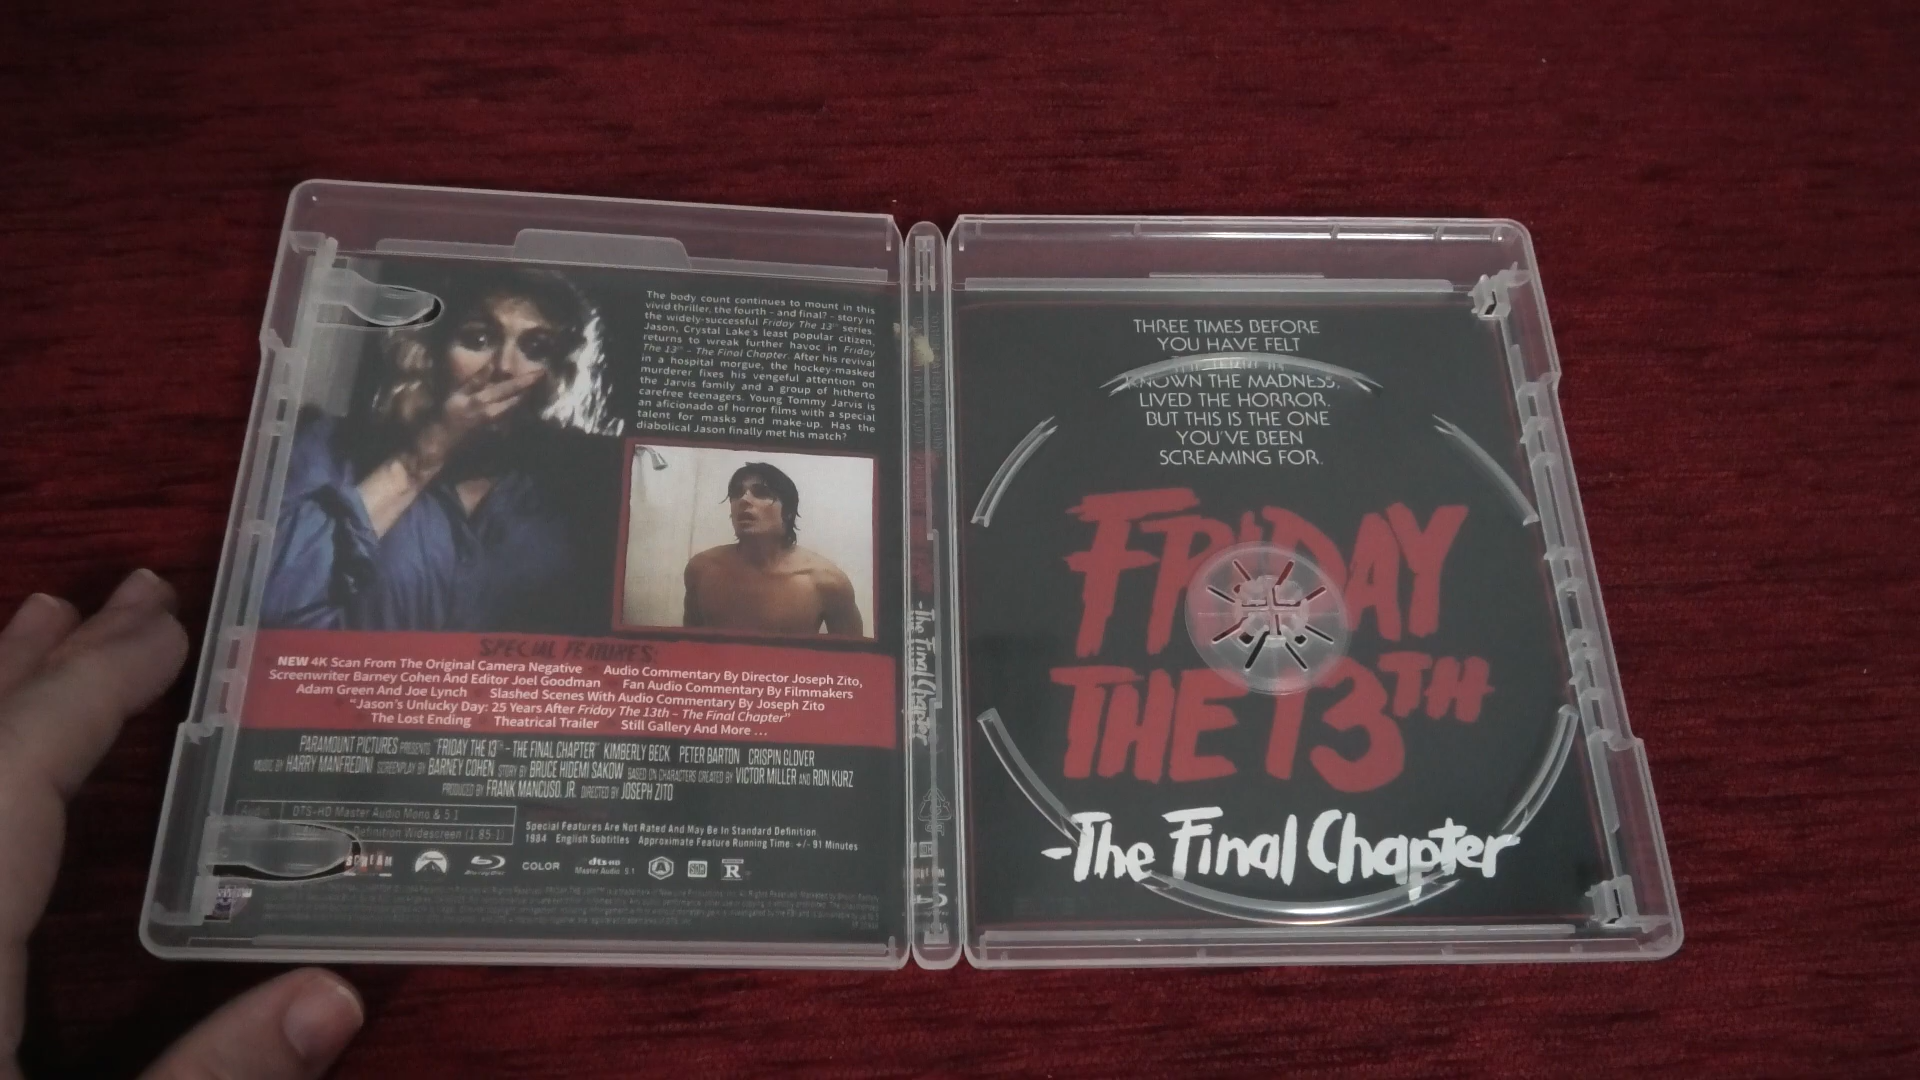 The body count continues to mount in this
vivid thriller, the fourth - and final? - story in
the widely-successful Friday The 13th series.
Jason, Crystal Lake's least popular citizen,
returns to wreak further havoc in Friday
The 13th - The Final Chapter. After his revival
in a hospital morgue, the hockey-masked
murderer fixes his vengeful attention on
the Jarvis family and a group of hitherto
carefree teenagers. Young Tommy Jarvis is
an aficionado of horror films with a special
talent for masks and make-up. Has the
diabolical Jason finally met his match?
SPECIAL FEATURES:
NEW 4K Scan From The Original Camera Negative Audio Commentary By Director Joseph Zito,
Screenwriter Barney Cohen And Editor Joel Goodman Fan Audio Commentary By Filmmakers
Adam Green And Joe Lynch Slashed Scenes With Audio Commentary By Joseph Zito
"Jason's Unlucky Day: 25 Years After Friday The 13th - The Final Chapter"
The Lost Ending Theatrical Trailer Still Gallery And More ...
PARAMOUNT PICTURES PRESENTS "FRIDAY THE 13TH - THE FINAL CHAPTER" KIMBERLY BECK PETER BARTON CRISPIN GLOVER
MUSIC BY HARRY MANFREDINI SCREENPLAY BY BARNEY COHEN STORY BY BRUCE HIDEMI SAKOW BASED ON CHARACTERS CREATED BY VICTOR MILLER AND RON KURZ
PRODUCED BY FRANK MANCUSO, JR. DIRECTED BY JOSEPH ZITO
Audio DTS-HD Master Audio Mono & 5.1
Definition Widescreen (1.85:1)
Special Features Are Not Rated And May Be In Standard Definition.
1984 English Subtitles Approximate Feature Running Time: +/- 91 Minutes
SCREAM Paramount Blu-ray Disc COLOR dts-HD Master Audio 5.1 A SDH R
-The Final Chapter
THREE TIMES BEFORE
YOU HAVE FELT
KNOWN THE MADNESS,
LIVED THE HORROR.
BUT THIS IS THE ONE
YOU'VE BEEN
SCREAMING FOR.
FRIDAY
THE 13TH
-The Final Chapter